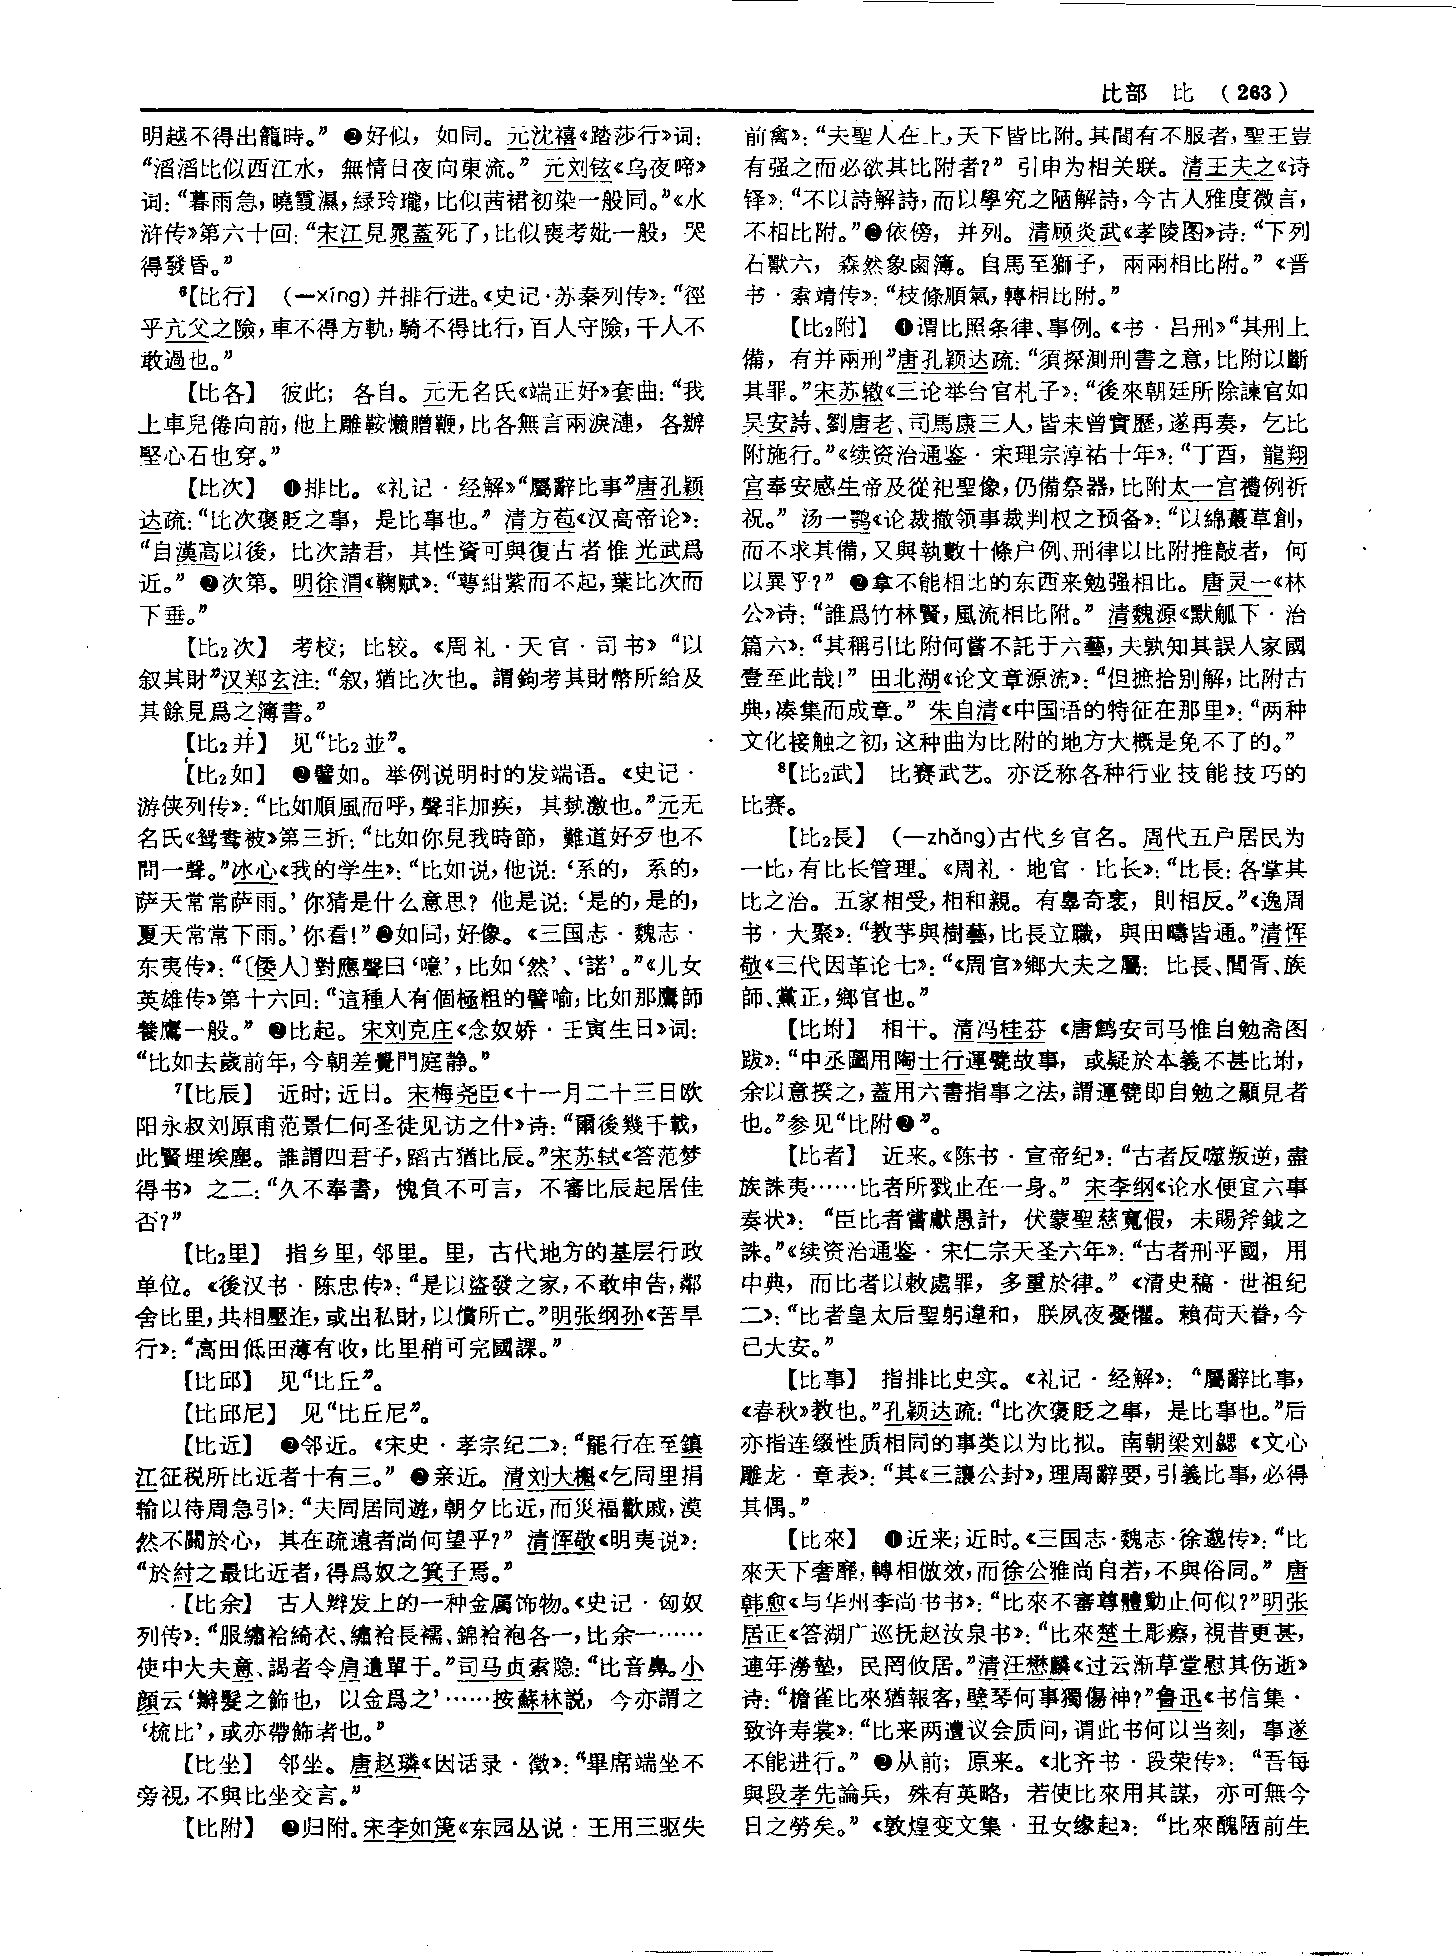 比部　比　（263）
明越不得出籠時。”❷好似，如同。元沈禧《踏莎行》词：
“滔滔比似西江水，無情日夜向東流。”元刘铉《乌夜啼》
词：“暮雨急，曉霞濕，緑玲瓏，比似茜裙初染一般同。”《水
浒传》第六十回：“宋江見晁蓋死了，比似喪考妣一般，哭
得發昏。”
⁶【比行】　（—xíng）并排行进。《史记·苏秦列传》：“徑
乎亢父之險，車不得方軌，騎不得比行，百人守險，千人不
敢過也。”
【比各】　彼此；各自。元无名氏《端正好》套曲：“我
上車兒倦向前，他上雕鞍懶贈鞭，比各無言兩淚漣，各辦
堅心石也穿。”
【比次】　❶排比。《礼记·经解》“屬辭比事”唐孔颖
达疏：“比次褒貶之事，是比事也。”清方苞《汉高帝论》：
“自漢高以後，比次諸君，其性資可與復古者惟光武爲
近。”❷次第。明徐渭《鞠赋》：“萼紺紫而不起，葉比次而
下垂。”
【比₂次】　考校；比较。《周礼·天官·司书》“以
叙其財”汉郑玄注：“叙，猶比次也。謂鉤考其財幣所給及
其餘見爲之簿書。”
【比₂并】　见“比₂並”。
【比₂如】　❶譬如。举例说明时的发端语。《史记·
游侠列传》：“比如順風而呼，聲非加疾，其埶激也。”元无
名氏《鸳鸯被》第三折：“比如你見我時節，難道好歹也不
問一聲。”冰心《我的学生》：“比如说，他说：‘系的，系的，
萨天常常萨雨。’你猜是什么意思？他是说：‘是的，是的，
夏天常常下雨。’你看！”❷如同，好像。《三国志·魏志·
东夷传》：“〔倭人〕對應聲曰‘噫’，比如‘然’、‘諾’。”《儿女
英雄传》第十六回：“這種人有個極粗的譬喻，比如那鷹師
養鷹一般。”❸比起。宋刘克庄《念奴娇·壬寅生日》词：
“比如去歲前年，今朝差覺門庭静。”
⁷【比辰】　近时；近日。宋梅尧臣《十一月二十三日欧
阳永叔刘原甫范景仁何圣徒见访之什》诗：“爾後幾千載，
此賢埋埃塵。誰謂四君子，蹈古猶比辰。”宋苏轼《答范梦
得书》之二：“久不奉書，愧負不可言，不審比辰起居佳
否？”
【比₂里】　指乡里，邻里。里，古代地方的基层行政
单位。《後汉书·陈忠传》：“是以盜發之家，不敢申告，鄰
舍比里，共相壓迮，或出私財，以償所亡。”明张纲孙《苦旱
行》：“高田低田薄有收，比里稍可完國課。”
【比邱】　见“比丘”。
【比邱尼】　见“比丘尼”。
【比近】　❶邻近。《宋史·孝宗纪二》：“罷行在至鎮
江征税所比近者十有三。”❷亲近。清刘大櫆《乞同里捐
输以待周急引》：“夫同居同遊，朝夕比近，而災福歡戚，漠
然不關於心，其在疏遠者尚何望乎？”清恽敬《明夷说》：
“於紂之最比近者，得爲奴之箕子焉。”
【比余】　古人辫发上的一种金属饰物。《史记·匈奴
列传》：“服繡袷綺衣、繡袷長襦、錦袷袍各一，比余一……
使中大夫意、謁者令肩遺單于。”司马贞索隐：“比音鼻。小
顔云‘辮髮之飾也，以金爲之’……按蘇林説，今亦謂之
‘梳比’，或亦帶飾者也。”
【比坐】　邻坐。唐赵璘《因话录·徵》：“畢席端坐不
旁視，不與比坐交言。”
【比附】　❶归附。宋李如箎《东园丛说·王用三驱失
前禽》：“夫聖人在上，天下皆比附。其間有不服者，聖王豈
有强之而必欲其比附者？”引申为相关联。清王夫之《诗
铎》：“不以詩解詩，而以學究之陋解詩，今古人雅度微言，
不相比附。”❷依傍，并列。清顾炎武《孝陵图》诗：“下列
石獸六，森然象鹵簿。自馬至獅子，兩兩相比附。”《晋
书·索靖传》：“枝條順氣，轉相比附。”
【比₂附】　❶谓比照条律、事例。《书·吕刑》“其刑上
備，有并兩刑”唐孔颖达疏：“須探測刑書之意，比附以斷
其罪。”宋苏辙《三论举台官札子》：“後來朝廷所除諫官如
吴安詩、劉唐老、司馬康三人，皆未曾實歷，遂再奏，乞比
附施行。”《续资治通鉴·宋理宗淳祐十年》：“丁酉，龍翔
宫奉安感生帝及從祀聖像，仍備祭器，比附太一宫禮例祈
祝。”汤一鹗《论裁撤领事裁判权之预备》：“以綿蕞草創，
而不求其備，又與執數十條户例、刑律以比附推敲者，何
以異乎？”❷拿不能相比的东西来勉强相比。唐灵一《林
公》诗：“誰爲竹林賢，風流相比附。”清魏源《默觚下·治
篇六》：“其稱引比附何嘗不託于六藝，夫孰知其誤人家國
壹至此哉！”田北湖《论文章源流》：“但摭拾别解，比附古
典，凑集而成章。”朱自清《中国语的特征在那里》：“两种
文化接触之初，这种曲为比附的地方大概是免不了的。”
⁸【比₂武】　比赛武艺。亦泛称各种行业技能技巧的
比赛。
【比₂長】　（—zhǎng）古代乡官名。周代五户居民为
一比，有比长管理。《周礼·地官·比长》：“比長：各掌其
比之治。五家相受，相和親。有辠奇衺，則相反。”《逸周
书·大聚》：“教芋與樹藝，比長立職，與田疇皆通。”清恽
敬《三代因革论七》：“《周官》鄉大夫之屬：比長、閭胥、族
師、黨正，鄉官也。”
【比坿】　相干。清冯桂芬《唐鹪安司马惟自勉斋图
跋》：“中丞圖用陶士行運甓故事，或疑於本義不甚比坿，
余以意揆之，蓋用六書指事之法，謂運甓即自勉之顯見者
也。”参见“比附❷”。
【比者】　近来。《陈书·宣帝纪》：“古者反噬叛逆，盡
族誅夷……比者所戮止在一身。”宋李纲《论水便宜六事
奏状》：“臣比者嘗獻愚計，伏蒙聖慈寬假，未賜斧鉞之
誅。”《续资治通鉴·宋仁宗天圣六年》：“古者刑平國，用
中典，而比者以敕處罪，多重於律。”《清史稿·世祖纪
二》：“比者皇太后聖躬違和，朕夙夜憂懼。賴荷天眷，今
已大安。”
【比事】　指排比史实。《礼记·经解》：“屬辭比事，
《春秋》教也。”孔颖达疏：“比次褒貶之事，是比事也。”后
亦指连缀性质相同的事类以为比拟。南朝梁刘勰《文心
雕龙·章表》：“其《三讓公封》，理周辭要，引義比事，必得
其偶。”
【比來】　❶近来；近时。《三国志·魏志·徐邈传》：“比
來天下奢靡，轉相倣效，而徐公雅尚自若，不與俗同。”唐
韩愈《与华州李尚书书》：“比來不審尊體動止何似？”明张
居正《答湖广巡抚赵汝泉书》：“比來楚土彫瘵，視昔更甚，
連年澇墊，民罔攸居。”清汪懋麟《过云渐草堂慰其伤逝》
诗：“檐雀比來猶報客，壁琴何事獨傷神？”鲁迅《书信集·
致许寿裳》：“比来两遭议会质问，谓此书何以当刻，事遂
不能进行。”❷从前；原来。《北齐书·段荣传》：“吾每
與段孝先論兵，殊有英略，若使比來用其謀，亦可無今
日之勞矣。”《敦煌变文集·丑女缘起》：“比來醜陋前生